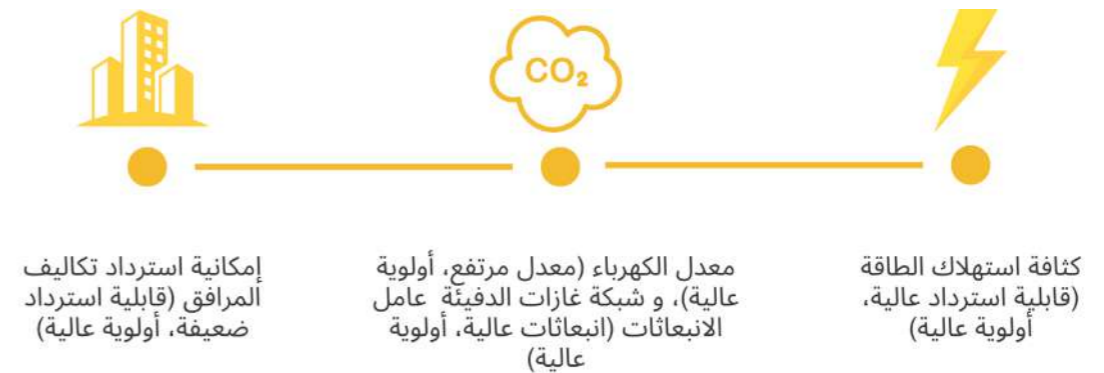 CO₂
كثافة استهلاك الطاقة
(قابلية استرداد عالية،
أولوية عالية)
معدل الكهرباء (معدل مرتفع، أولوية
عالية)، و شبكة غازات الدفيئة عامل
الانبعاثات (انبعاثات عالية، أولوية
عالية)
إمكانية استرداد تكاليف
المرافق (قابلية استرداد
ضعيفة، أولوية عالية)